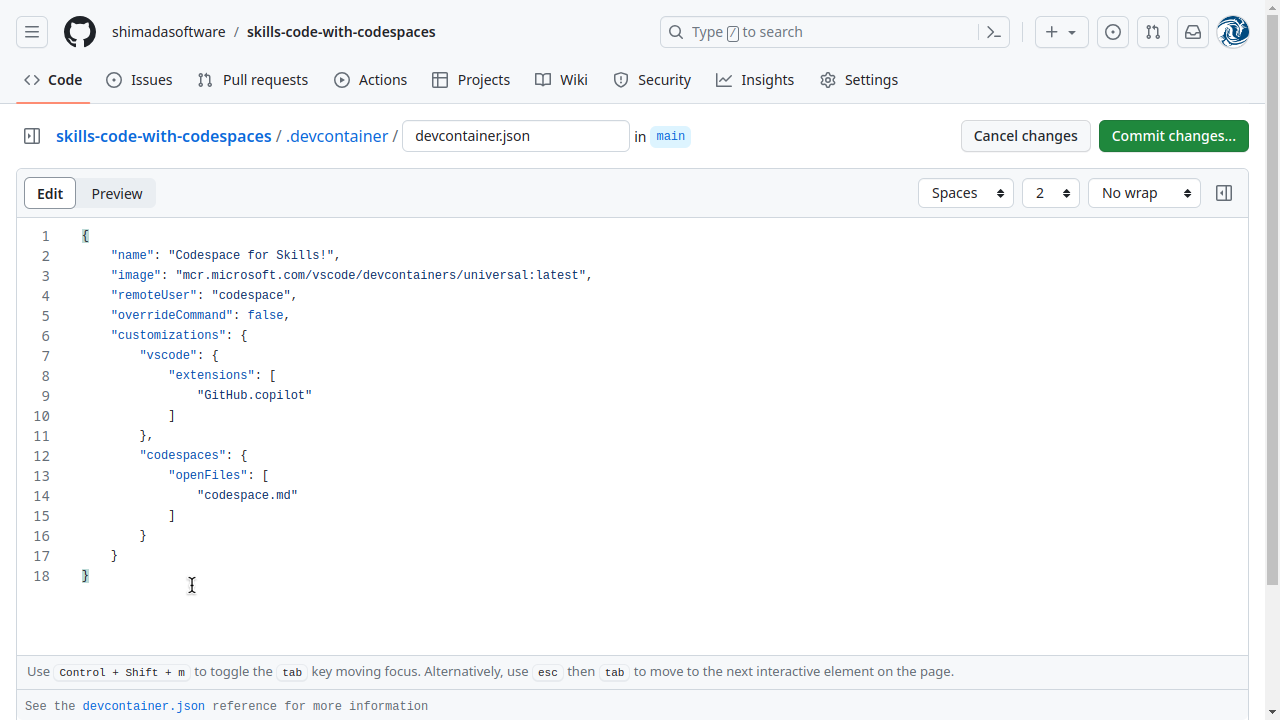 shimadasoftware / skills-code-with-codespaces
Type / to search
Code
Issues
Pull requests
Actions
Projects
Wiki
Security
Insights
Settings
skills-code-with-codespaces / .devcontainer / devcontainer.json in main
Cancel changes
Commit changes...
Edit
Preview
Spaces
2
No wrap
1 {
2 "name": "Codespace for Skills!",
3 "image": "mcr.microsoft.com/vscode/devcontainers/universal:latest",
4 "remoteUser": "codespace",
5 "overrideCommand": false,
6 "customizations": {
7 "vscode": {
8 "extensions": [
9 "GitHub.copilot"
10 ]
11 },
12 "codespaces": {
13 "openFiles": [
14 "codespace.md"
15 ]
16 }
17 }
18 }
Use Control + Shift + m to toggle the tab key moving focus. Alternatively, use esc then tab to move to the next interactive element on the page.
See the devcontainer.json reference for more information